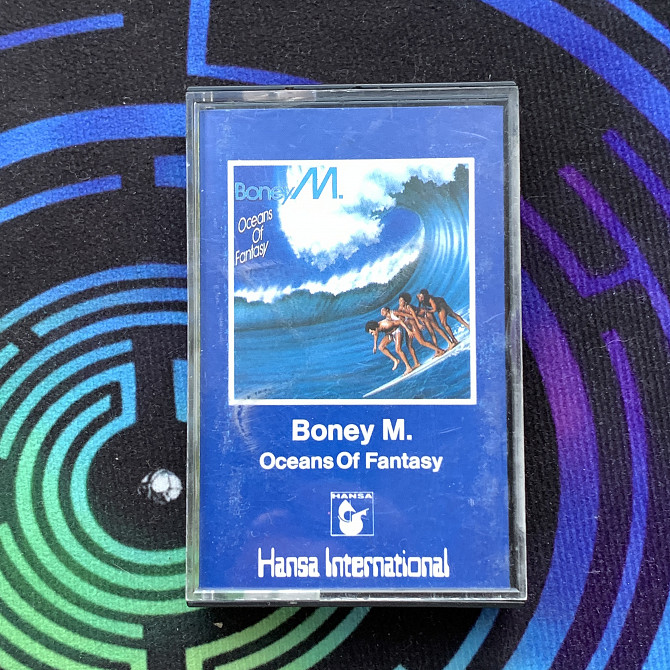 Boney M.
Oceans
Of
Fantasy
Boney M.
Oceans Of Fantasy
HANSA
Hansa International